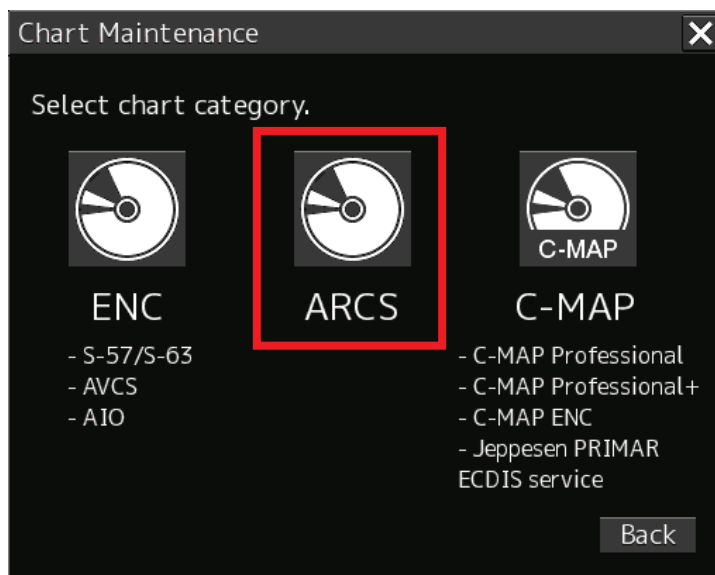 Chart Maintenance
Select chart category.
C-MAP
ENC
ARCS
C-MAP
- S-57/S-63
- AVCS
- AIO
- C-MAP Professional
- C-MAP Professional+
- C-MAP ENC
- Jeppesen PRIMAR
ECDIS service
Back